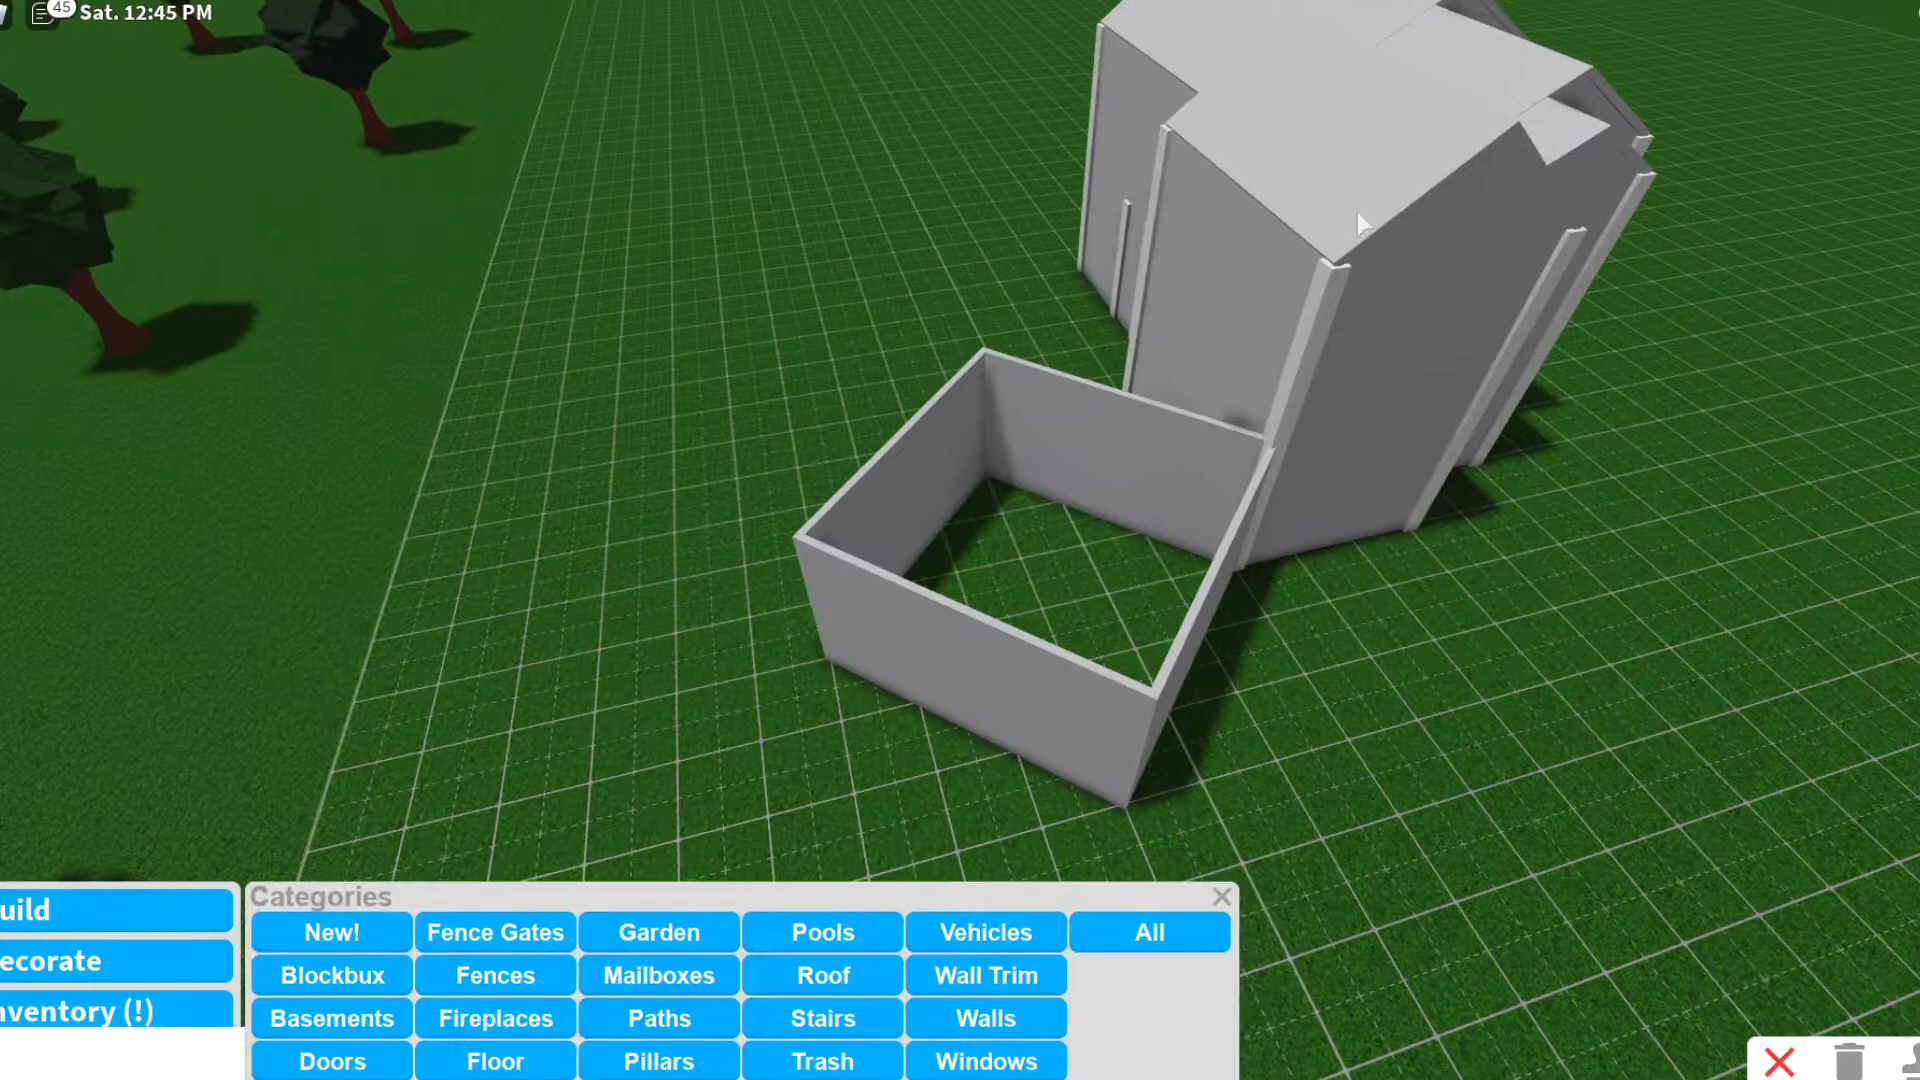 45 Sat. 12:45 PM
uild
ecorate
nventory (!)
Categories
New! Fence Gates Garden Pools Vehicles All
Blockbux Fences Mailboxes Roof Wall Trim
Basements Fireplaces Paths Stairs Walls
Doors Floor Pillars Trash Windows